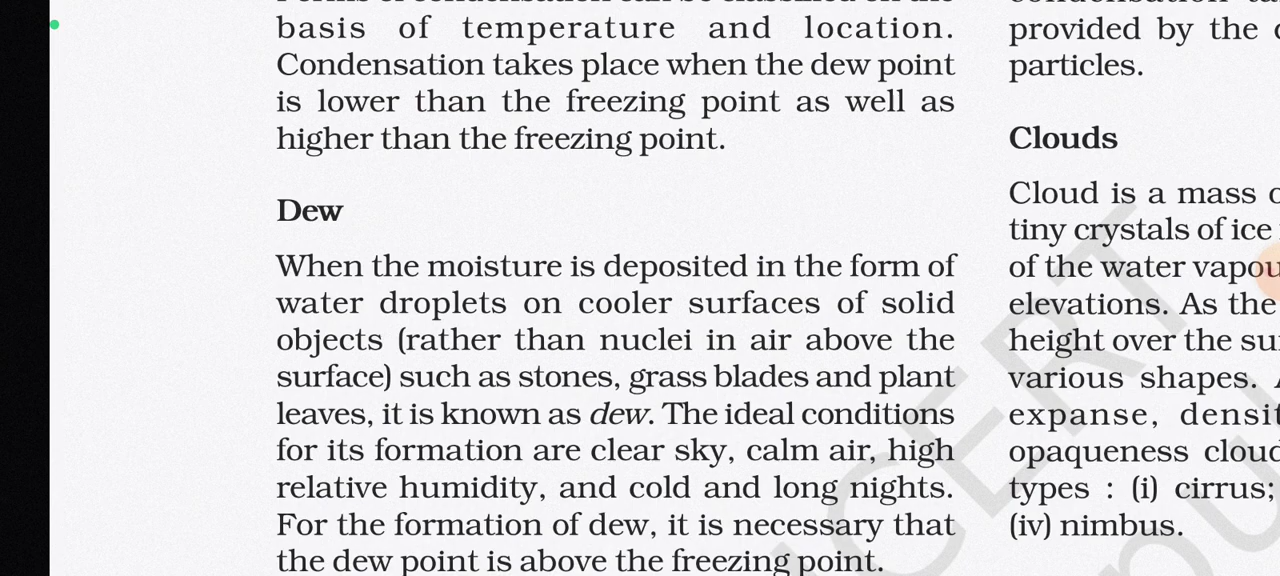 basis of temperature and location.
Condensation takes place when the dew point
is lower than the freezing point as well as
higher than the freezing point.
Dew
When the moisture is deposited in the form of
water droplets on cooler surfaces of solid
objects (rather than nuclei in air above the
surface) such as stones, grass blades and plant
leaves, it is known as dew. The ideal conditions
for its formation are clear sky, calm air, high
relative humidity, and cold and long nights.
For the formation of dew, it is necessary that
the dew point is above the freezing point.
provided by the
particles.
Clouds
Cloud is a mass
tiny crystals of ice
of the water
elevations. As the
height over the
various shapes.
expanse,
opaqueness
types : (i) cirrus;
(iv) nimbus.
NCERT